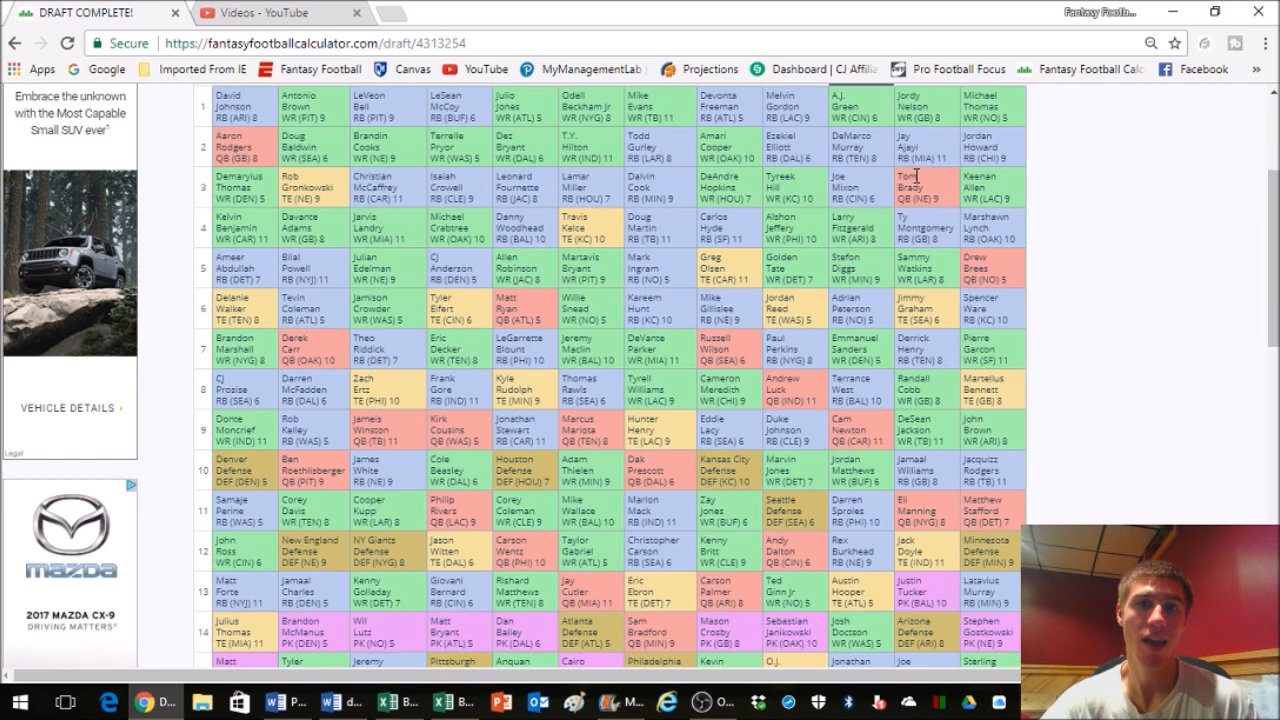 DRAFT COMPLETE!
Videos - YouTube
Fantasy Footb...
Secure
https://fantasyfootballcalculator.com/draft/4313254
Apps Google Imported From IE Fantasy Football Canvas YouTube MyManagementLab Projections Dashboard | CJ Affilia Pro Football Focus Fantasy Football Calc Facebook
Embrace the unknown
with the Most Capable
Small SUV ever
VEHICLE DETAILS
Legal
mazda
2017 MAZDA CX-9
DRIVING MATTERS
1 David Antonio LeVeon LeSean Julio Odell Mike Devonta Melvin A.J. Jordy Michael
Johnson Brown Bell McCoy Jones Beckham Jr Evans Freeman Gordon Green Nelson Thomas
RB (ARI) 8 WR (PIT) 9 RB (PIT) 9 RB (BUF) 6 WR (ATL) 5 WR (NYG) 8 WR (TB) 11 RB (ATL) 5 RB (LAC) 9 WR (CIN) 6 WR (GB) 8 WR (NO) 5
2 Aaron Doug Brandin Terrelle Dez T.Y. Todd Amari Ezekiel DeMarco Jay Jordan
Rodgers Baldwin Cooks Pryor Bryant Hilton Gurley Cooper Elliott Murray Ajayi Howard
QB (GB) 8 WR (SEA) 6 WR (NE) 9 WR (WAS) 5 WR (DAL) 6 WR (IND) 11 RB (LAR) 8 WR (OAK) 10 RB (DAL) 6 RB (TEN) 8 RB (MIA) 11 RB (CHI) 9
3 Demaryius Rob Christian Isaiah Leonard Lamar Dalvin DeAndre Tyreek Joe Tom Keenan
Thomas Gronkowski McCaffrey Crowell Fournette Miller Cook Hopkins Hill Mixon Brady Allen
WR (DEN) 5 TE (NE) 9 RB (CAR) 11 RB (CLE) 9 RB (JAC) 8 RB (HOU) 7 RB (MIN) 9 WR (HOU) 7 WR (KC) 10 RB (CIN) 6 QB (NE) 9 WR (LAC) 9
4 Kelvin Davante Jarvis Michael Danny Travis Doug Carlos Alshon Larry Ty Marshawn
Benjamin Adams Landry Crabtree Woodhead Kelce Martin Hyde Jeffery Fitzgerald Montgomery Lynch
WR (CAR) 11 WR (GB) 8 WR (MIA) 11 WR (OAK) 10 RB (BAL) 10 TE (KC) 10 RB (TB) 11 RB (SF) 11 WR (PHI) 10 WR (ARI) 8 RB (GB) 8 RB (OAK) 10
5 Ameer Bilal Julian CJ Allen Martavis Mark Greg Golden Stefon Sammy Drew
Abdullah Powell Edelman Anderson Robinson Bryant Ingram Olsen Tate Diggs Watkins Brees
RB (DET) 7 RB (NYJ) 11 WR (NE) 9 RB (DEN) 5 WR (JAC) 8 WR (PIT) 9 RB (NO) 5 TE (CAR) 11 WR (DET) 7 WR (MIN) 9 WR (LAR) 8 QB (NO) 5
6 Delanie Tevin Jamison Tyler Matt Willie Kareem Mike Jordan Adrian Jimmy Spencer
Walker Coleman Crowder Eifert Ryan Snead Hunt Gillislee Reed Peterson Graham Ware
TE (TEN) 8 RB (ATL) 5 WR (WAS) 5 TE (CIN) 6 QB (ATL) 5 WR (NO) 5 RB (KC) 10 RB (NE) 9 TE (WAS) 5 RB (NO) 5 TE (SEA) 6 RB (KC) 10
7 Brandon Derek Theo Eric LeGarrette Jeremy DeVante Russell Paul Emmanuel Derrick Pierre
Marshall Carr Riddick Decker Blount Maclin Parker Wilson Perkins Sanders Henry Garcon
WR (NYG) 8 QB (OAK) 10 RB (DET) 7 WR (TEN) 8 RB (PHI) 10 WR (BAL) 10 WR (MIA) 11 QB (SEA) 6 RB (NYG) 8 WR (DEN) 5 RB (TEN) 8 WR (SF) 11
8 CJ Darren Zach Frank Kyle Thomas Tyrell Cameron Andrew Terrance Randall Martellus
Prosise McFadden Ertz Gore Rudolph Rawls Williams Meredith Luck West Cobb Bennett
RB (SEA) 6 RB (DAL) 6 TE (PHI) 10 RB (IND) 11 TE (MIN) 9 RB (SEA) 6 WR (LAC) 9 WR (CHI) 9 QB (IND) 11 RB (BAL) 10 WR (GB) 8 TE (GB) 8
9 Donte Rob Jameis Kirk Jonathan Marcus Hunter Eddie Duke Cam DeSean John
Moncrief Kelley Winston Cousins Stewart Mariota Henry Lacy Johnson Newton Jackson Brown
WR (IND) 11 RB (WAS) 5 QB (TB) 11 QB (WAS) 5 RB (CAR) 11 QB (TEN) 8 TE (LAC) 9 RB (SEA) 6 RB (CLE) 9 QB (CAR) 11 WR (TB) 11 WR (ARI) 8
10 Denver Ben James Cole Houston Adam Dak Kansas City Marvin Jordan Jamaal Jacquizz
Defense Roethlisberger White Beasley Defense Thielen Prescott Defense Jones Matthews Williams Rodgers
DEF (DEN) 5 QB (PIT) 9 RB (NE) 9 WR (DAL) 6 DEF (HOU) 7 WR (MIN) 9 QB (DAL) 6 DEF (KC) 10 WR (DET) 7 WR (BUF) 6 RB (GB) 8 RB (TB) 11
11 Samaje Corey Cooper Philip Corey Mike Marlon Zay Seattle Darren Eli Matthew
Perine Davis Kupp Rivers Coleman Wallace Mack Jones Defense Sproles Manning Stafford
RB (WAS) 5 WR (TEN) 8 WR (LAR) 8 QB (LAC) 9 WR (CLE) 9 WR (BAL) 10 RB (IND) 11 WR (BUF) 6 DEF (SEA) 6 RB (PHI) 10 QB (NYG) 8 QB (DET) 7
12 John New England NY Giants Jason Carson Taylor Christopher Kenny Andy Rex Jack Minnesota
Ross Defense Defense Witten Wentz Gabriel Carson Britt Dalton Burkhead Doyle Defense
WR (CIN) 6 DEF (NE) 9 DEF (NYG) 8 TE (DAL) 6 QB (PHI) 10 WR (ATL) 5 RB (SEA) 6 WR (CLE) 9 QB (CIN) 6 RB (NE) 9 TE (IND) 11 DEF (MIN) 9
13 Matt Jamaal Kenny Giovani Richard Jay Eric Carson Ted Austin Justin Latavius
Forte Charles Golladay Bernard Matthews Cutler Ebron Palmer Ginn Jr Hooper Tucker Murray
RB (NYJ) 11 RB (DEN) 5 WR (DET) 7 RB (CIN) 6 WR (TEN) 8 QB (MIA) 11 TE (DET) 7 QB (ARI) 8 WR (NO) 5 TE (ATL) 5 PK (BAL) 10 RB (MIN) 9
14 Julius Brandon Wil Matt Dan Atlanta Sam Mason Sebastian Josh Arizona Stephen
Thomas McManus Lutz Bryant Bailey Defense Bradford Crosby Janikowski Doctson Defense Gostkowski
TE (MIA) 11 PK (DEN) 5 PK (NO) 5 PK (ATL) 5 PK (DAL) 6 DEF (ATL) 5 QB (MIN) 9 PK (GB) 8 PK (OAK) 10 WR (WAS) 5 DEF (ARI) 8 PK (NE) 9
Matt Tyler Jeremy Pittsburgh Anquan Cairo Philadelphia Kevin O.J. Jonathan Joe Sterling
D... P... d... B... B... M... O...